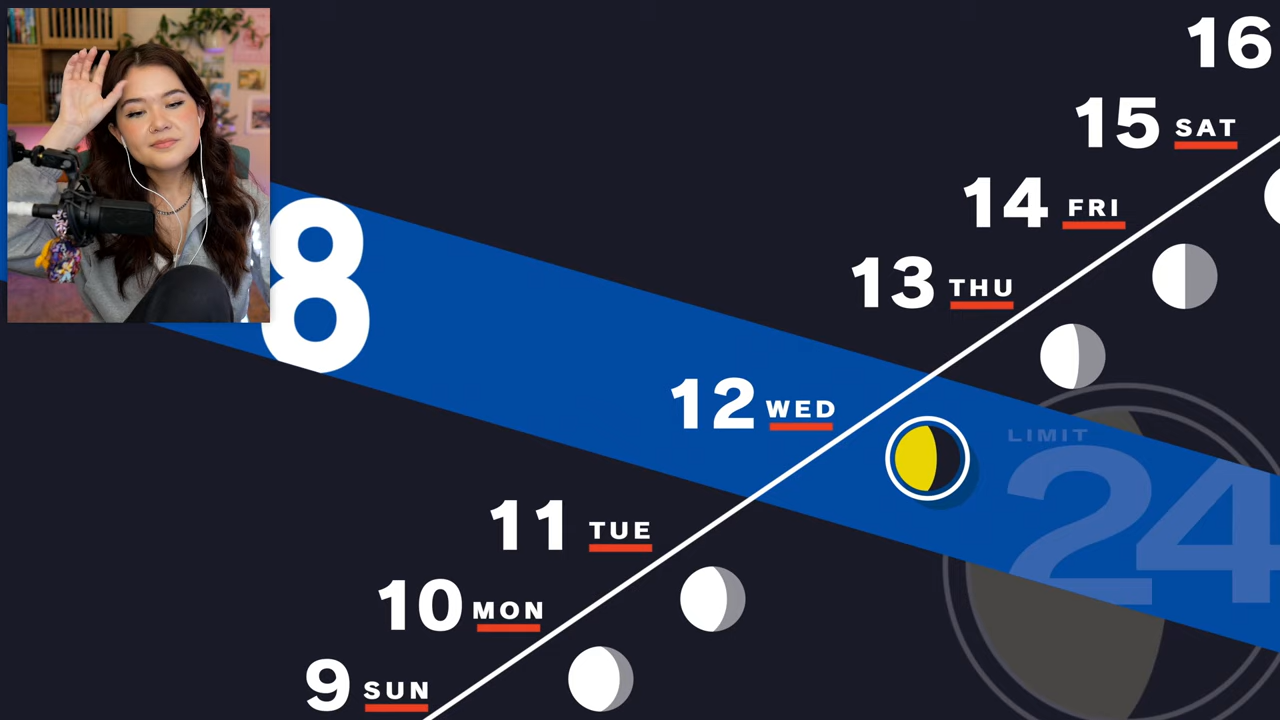 16
15 SAT
14 FRI
8
13 THU
12 WED
LIMIT
24
11 TUE
10 MON
9 SUN